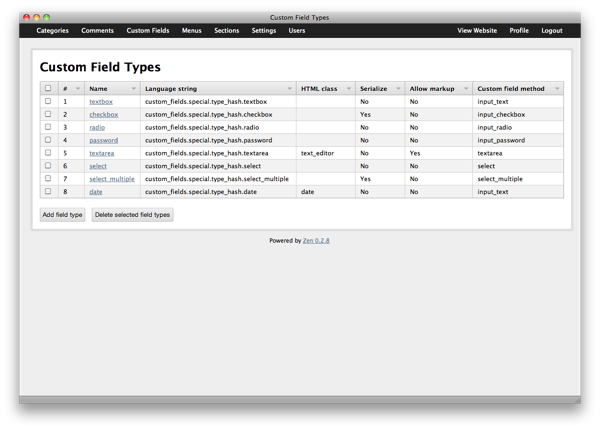 Custom Field Types
Categories Comments Custom Fields Menus Sections Settings Users View Website Profile Logout
Custom Field Types
# Name Language string HTML class Serialize Allow markup Custom field method
1 textbox custom_fields.special.type_hash.textbox No No input_text
2 checkbox custom_fields.special.type_hash.checkbox Yes No input_checkbox
3 radio custom_fields.special.type_hash.radio No No input_radio
4 password custom_fields.special.type_hash.password No No input_password
5 textarea custom_fields.special.type_hash.textarea text_editor No Yes textarea
6 select custom_fields.special.type_hash.select No No select
7 select_multiple custom_fields.special.type_hash.select_multiple Yes No select_multiple
8 date custom_fields.special.type_hash.date date No No input_text
Add field type Delete selected field types
Powered by Zen 0.2.8